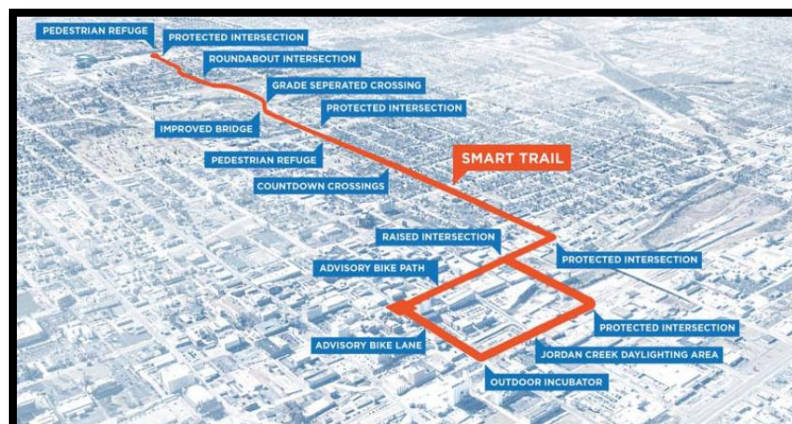 PEDESTRIAN REFUGE
PROTECTED INTERSECTION
ROUNDABOUT INTERSECTION
GRADE SEPERATED CROSSING
PROTECTED INTERSECTION
IMPROVED BRIDGE
PEDESTRIAN REFUGE
SMART TRAIL
COUNTDOWN CROSSINGS
RAISED INTERSECTION
PROTECTED INTERSECTION
ADVISORY BIKE PATH
PROTECTED INTERSECTION
ADVISORY BIKE LANE
JORDAN CREEK DAYLIGHTING AREA
OUTDOOR INCUBATOR